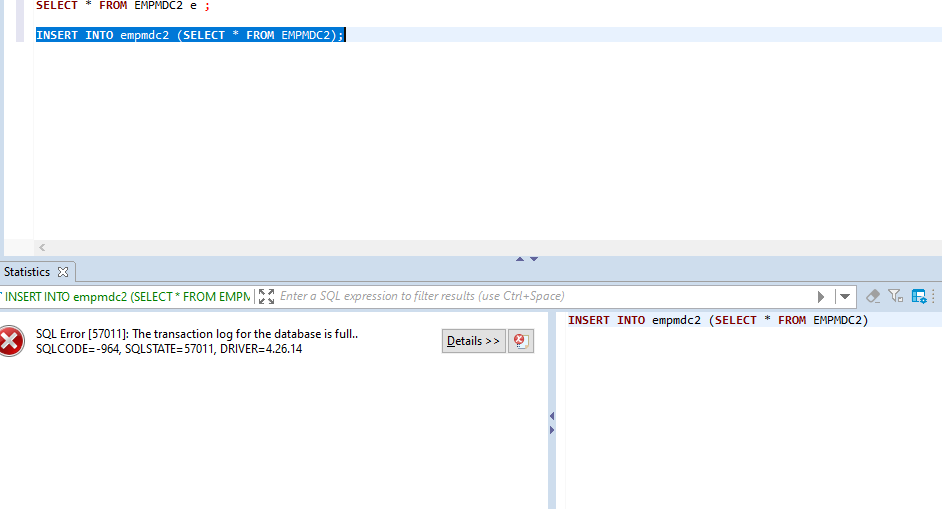 SELECT * FROM EMPMDC2 e ;
INSERT INTO empmdc2 (SELECT * FROM EMPMDC2);
Statistics
INSERT INTO empmdc2 (SELECT * FROM EMPM
Enter a SQL expression to filter results (use Ctrl+Space)
SQL Error [57011]: The transaction log for the database is full..
SQLCODE=-964, SQLSTATE=57011, DRIVER=4.26.14
Details >>
INSERT INTO empmdc2 (SELECT * FROM EMPMDC2)